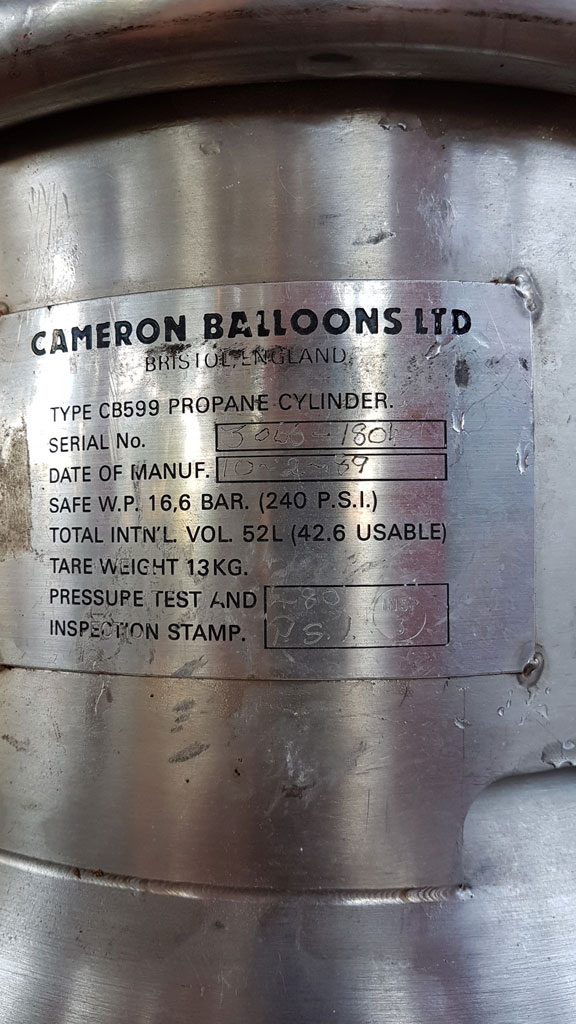 CAMERON BALLOONS LTD
BRISTOL, ENGLAND.
TYPE CB599 PROPANE CYLINDER.
SERIAL No.
DATE OF MANUF.
SAFE W.P. 16,6 BAR. (240 P.S.I.)
TOTAL INTN'L. VOL. 52L (42.6 USABLE)
TARE WEIGHT 13KG.
PRESSURE TEST AND
INSPECTION STAMP. P.S.I.